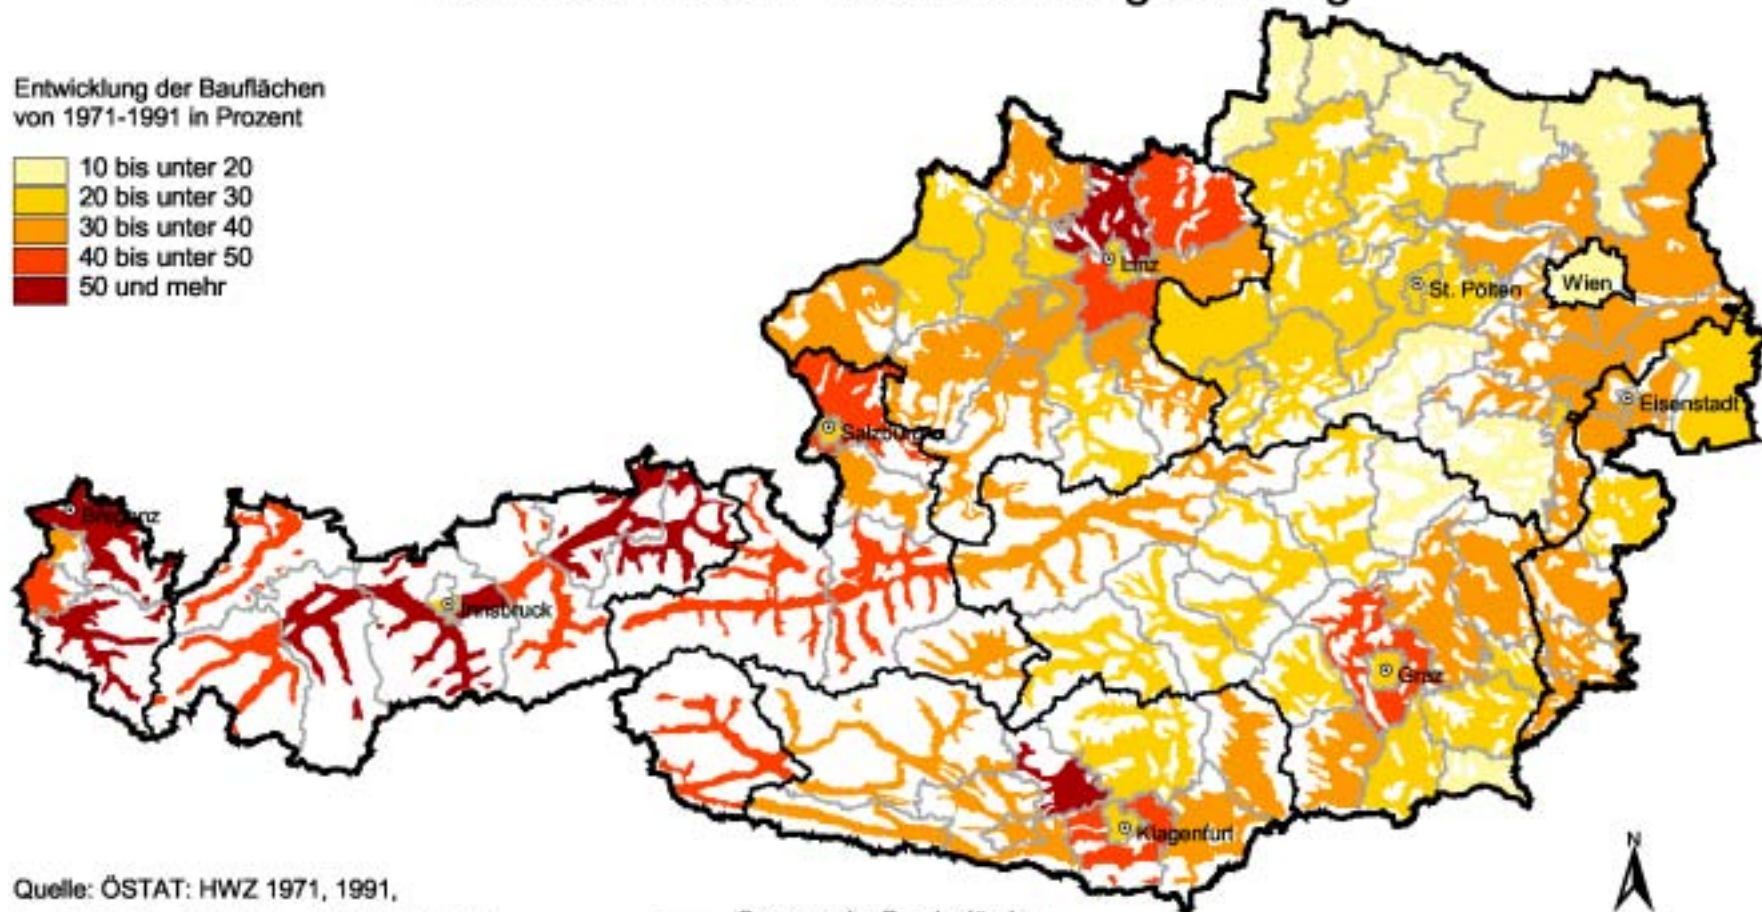 Entwicklung der Bauflächen
von 1971-1991 in Prozent
10 bis unter 20
20 bis unter 30
30 bis unter 40
40 bis unter 50
50 und mehr
Linz
St. Pölten
Wien
Eisenstadt
Salzburg
Bregenz
Innsbruck
Graz
Klagenfurt
N
Quelle: ÖSTAT: HWZ 1971, 1991,